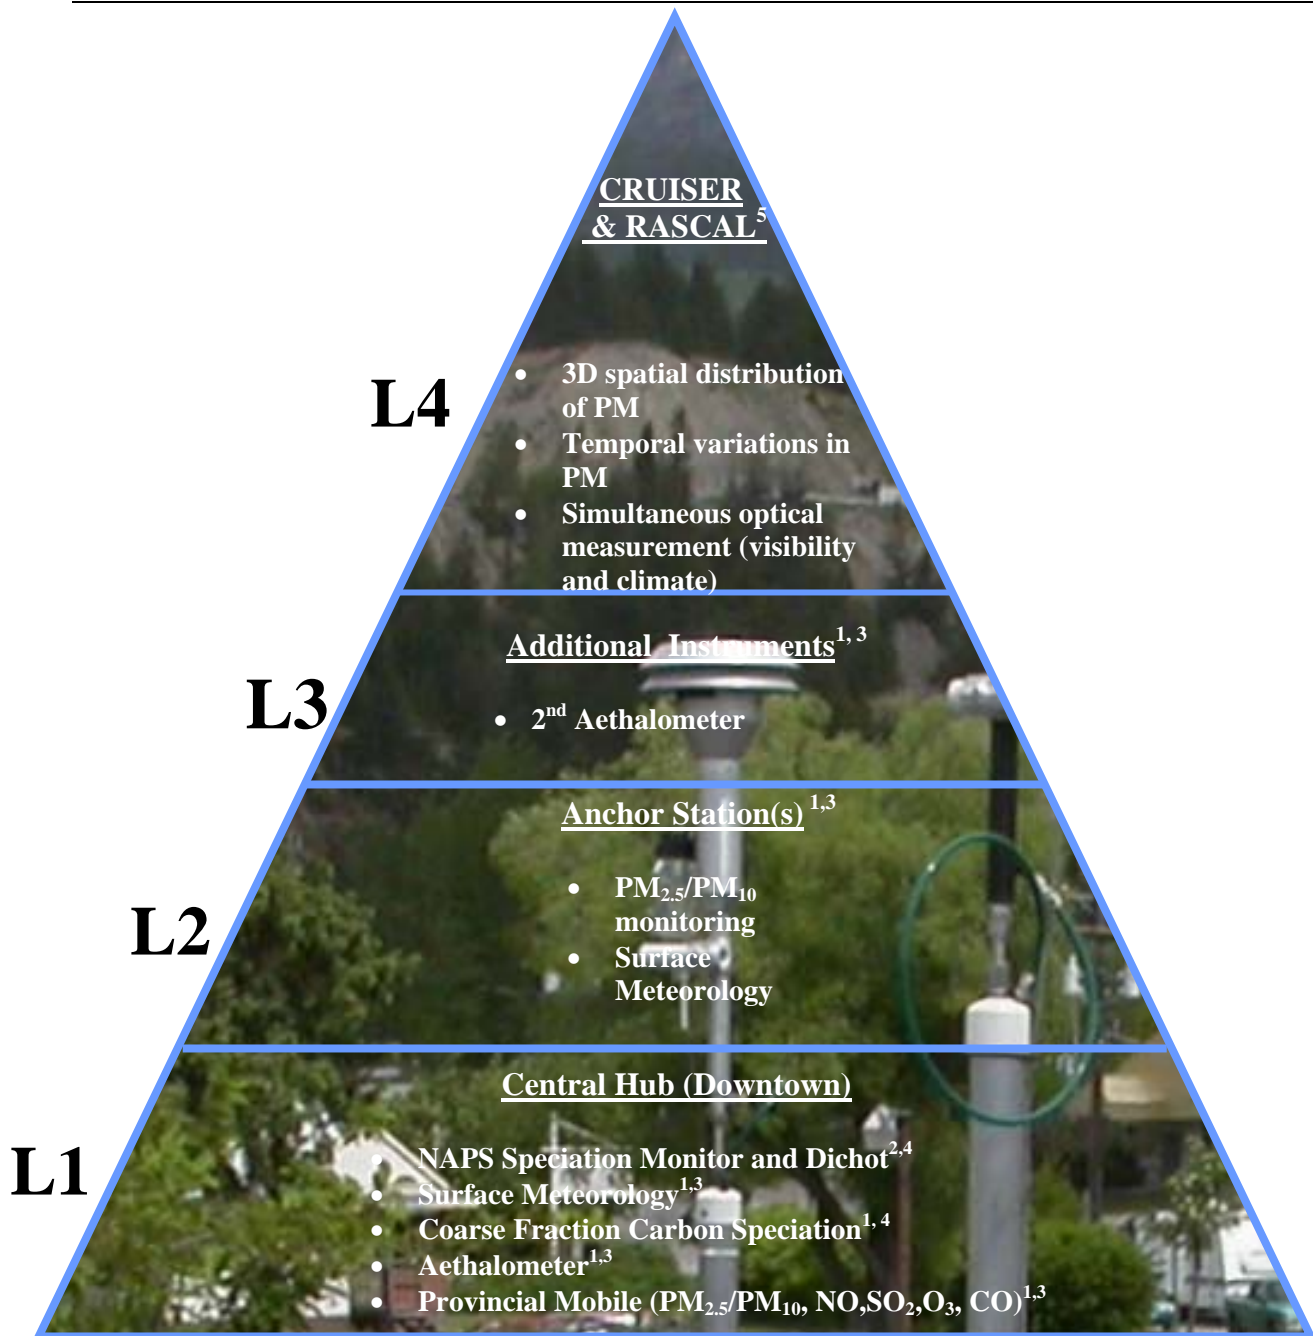 CRUISER
& RASCAL⁵
L4
• 3D spatial distribution
of PM
• Temporal variations in
PM
• Simultaneous optical
measurement (visibility
and climate)
L3
Additional Instruments¹, ³
• 2ⁿᵈ Aethalometer
L2
Anchor Station(s) ¹,³
• PM₂.₅/PM₁₀
monitoring
• Surface
Meteorology
L1
Central Hub (Downtown)
• NAPS Speciation Monitor and Dichot²,⁴
• Surface Meteorology¹,³
• Coarse Fraction Carbon Speciation¹, ⁴
• Aethalometer¹,³
• Provincial Mobile (PM₂.₅/PM₁₀, NO,SO₂,O₃, CO)¹,³